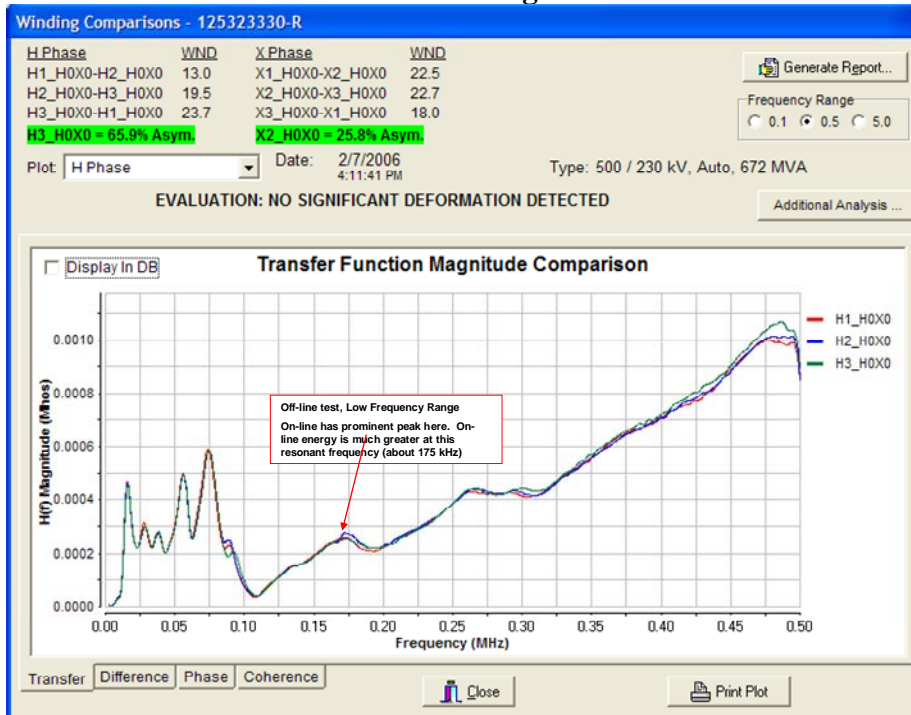 Winding Comparisons - 125323330-R
H Phase WND X Phase WND
H1_H0X0-H2_H0X0 13.0 X1_H0X0-X2_H0X0 22.5
H2_H0X0-H3_H0X0 19.5 X2_H0X0-X3_H0X0 22.7
H3_H0X0-H1_H0X0 23.7 X3_H0X0-X1_H0X0 18.0
H3_H0X0 = 65.9% Asym. X2_H0X0 = 25.8% Asym.
Generate Report...
Frequency Range
0.1 0.5 5.0
Plot: H Phase Date: 2/7/2006
4:11:41 PM
Type: 500 / 230 kV, Auto, 672 MVA
EVALUATION: NO SIGNIFICANT DEFORMATION DETECTED
Additional Analysis ...
Display In DB
Transfer Function Magnitude Comparison
H(f) Magnitude (Mhos)
0.0010
0.0008
0.0006
0.0004
0.0002
0.0000
Off-line test, Low Frequency Range
On-line has prominent peak here. On-
line energy is much greater at this
resonant frequency (about 175 kHz)
H1_H0X0
H2_H0X0
H3_H0X0
0.00 0.05 0.10 0.15 0.20 0.25 0.30 0.35 0.40 0.45 0.50
Frequency (MHz)
Transfer Difference Phase Coherence
Close
Print Plot